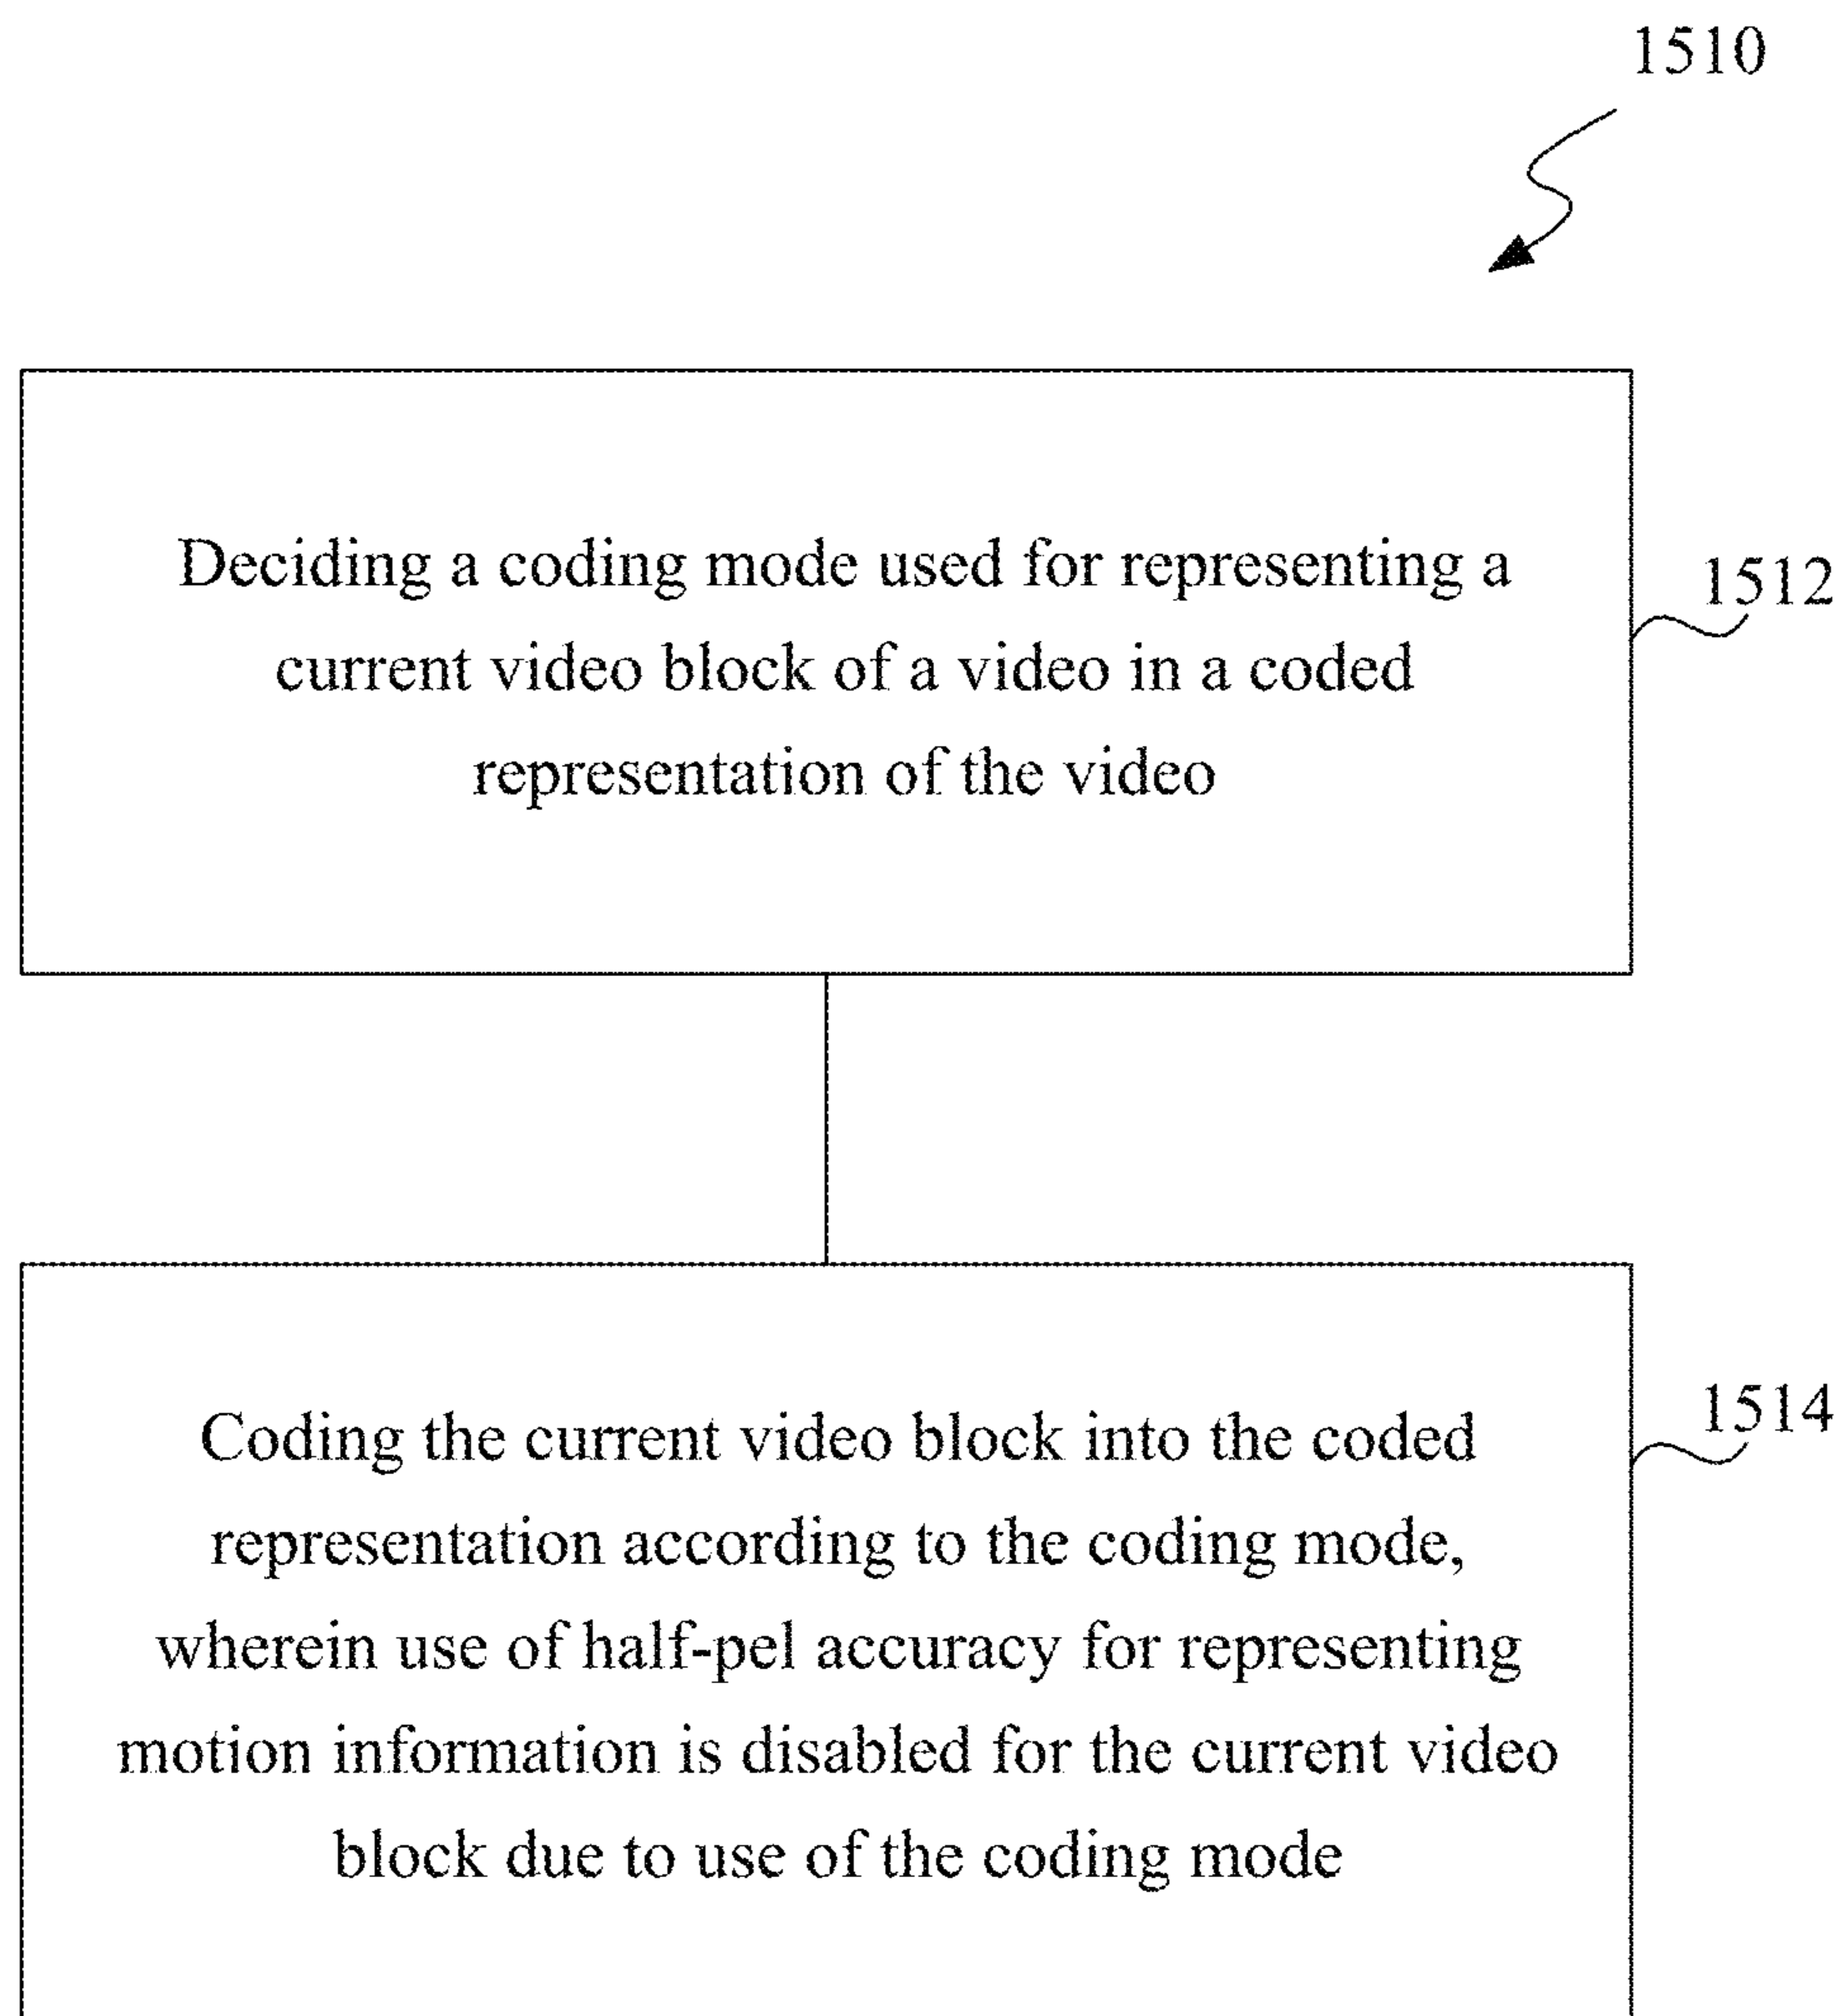 1510
Deciding a coding mode used for representing a
current video block of a video in a coded
representation of the video
1512
Coding the current video block into the coded
representation according to the coding mode,
wherein use of half-pel accuracy for representing
motion information is disabled for the current video
block due to use of the coding mode
1514